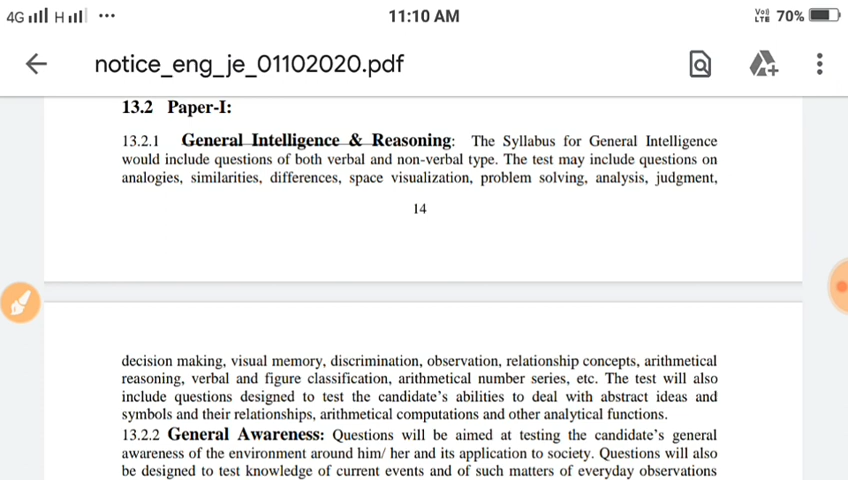 4G H ... 11:10 AM Vo)) LTE 70%
notice_eng_je_01102020.pdf
13.2 Paper-I:
13.2.1 General Intelligence & Reasoning: The Syllabus for General Intelligence
would include questions of both verbal and non-verbal type. The test may include questions on
analogies, similarities, differences, space visualization, problem solving, analysis, judgment,
14
decision making, visual memory, discrimination, observation, relationship concepts, arithmetical
reasoning, verbal and figure classification, arithmetical number series, etc. The test will also
include questions designed to test the candidate’s abilities to deal with abstract ideas and
symbols and their relationships, arithmetical computations and other analytical functions.
13.2.2 General Awareness: Questions will be aimed at testing the candidate’s general
awareness of the environment around him/ her and its application to society. Questions will also
be designed to test knowledge of current events and of such matters of everyday observations